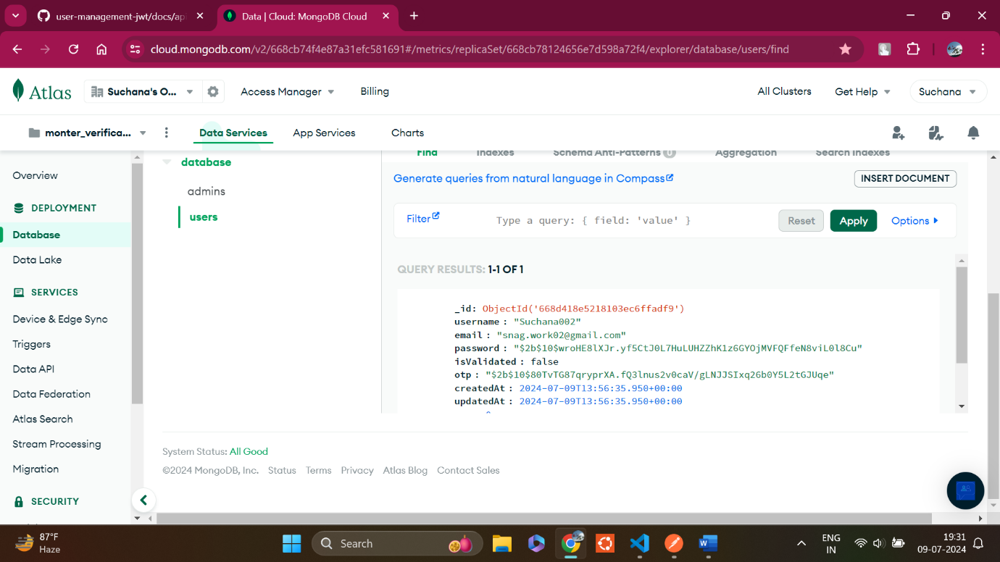 user-management-jwt/docs/api
Data | Cloud: MongoDB Cloud
cloud.mongodb.com/v2/668cb74f4e87a31efc581691#/metrics/replicaSet/668cb78124656e7d598a72f4/explorer/database/users/find
Atlas
Suchana's O...
Access Manager
Billing
All Clusters
Get Help
Suchana
monter_verifica...
Data Services
App Services
Charts
Overview
DEPLOYMENT
Database
Data Lake
SERVICES
Device & Edge Sync
Triggers
Data API
Data Federation
Atlas Search
Stream Processing
Migration
SECURITY
database
admins
users
Find
Indexes
Schema Anti-Patterns 0
Aggregation
Search Indexes
Generate queries from natural language in Compass
INSERT DOCUMENT
Filter
Type a query: { field: 'value' }
Reset
Apply
Options
QUERY RESULTS: 1-1 OF 1
_id: ObjectId('668d418e5218103ec6ffadf9')
username : "Suchana002"
email : "snag.work02@gmail.com"
password : "$2b$10$wroHE8lXJr.yf5CtJ0L7HuLUHZZhK1z6GYOjMVFQFfeN8viL0l8Cu"
isValidated : false
otp : "$2b$10$80TvTG87qryprXA.fQ3lnus2v0caV/gLNJJSIxq26b0Y5L2tGJUqe"
createdAt : 2024-07-09T13:56:35.950+00:00
updatedAt : 2024-07-09T13:56:35.950+00:00
System Status: All Good
©2024 MongoDB, Inc. Status Terms Privacy Atlas Blog Contact Sales
87°F
Haze
Search
ENG
IN
19:31
09-07-2024